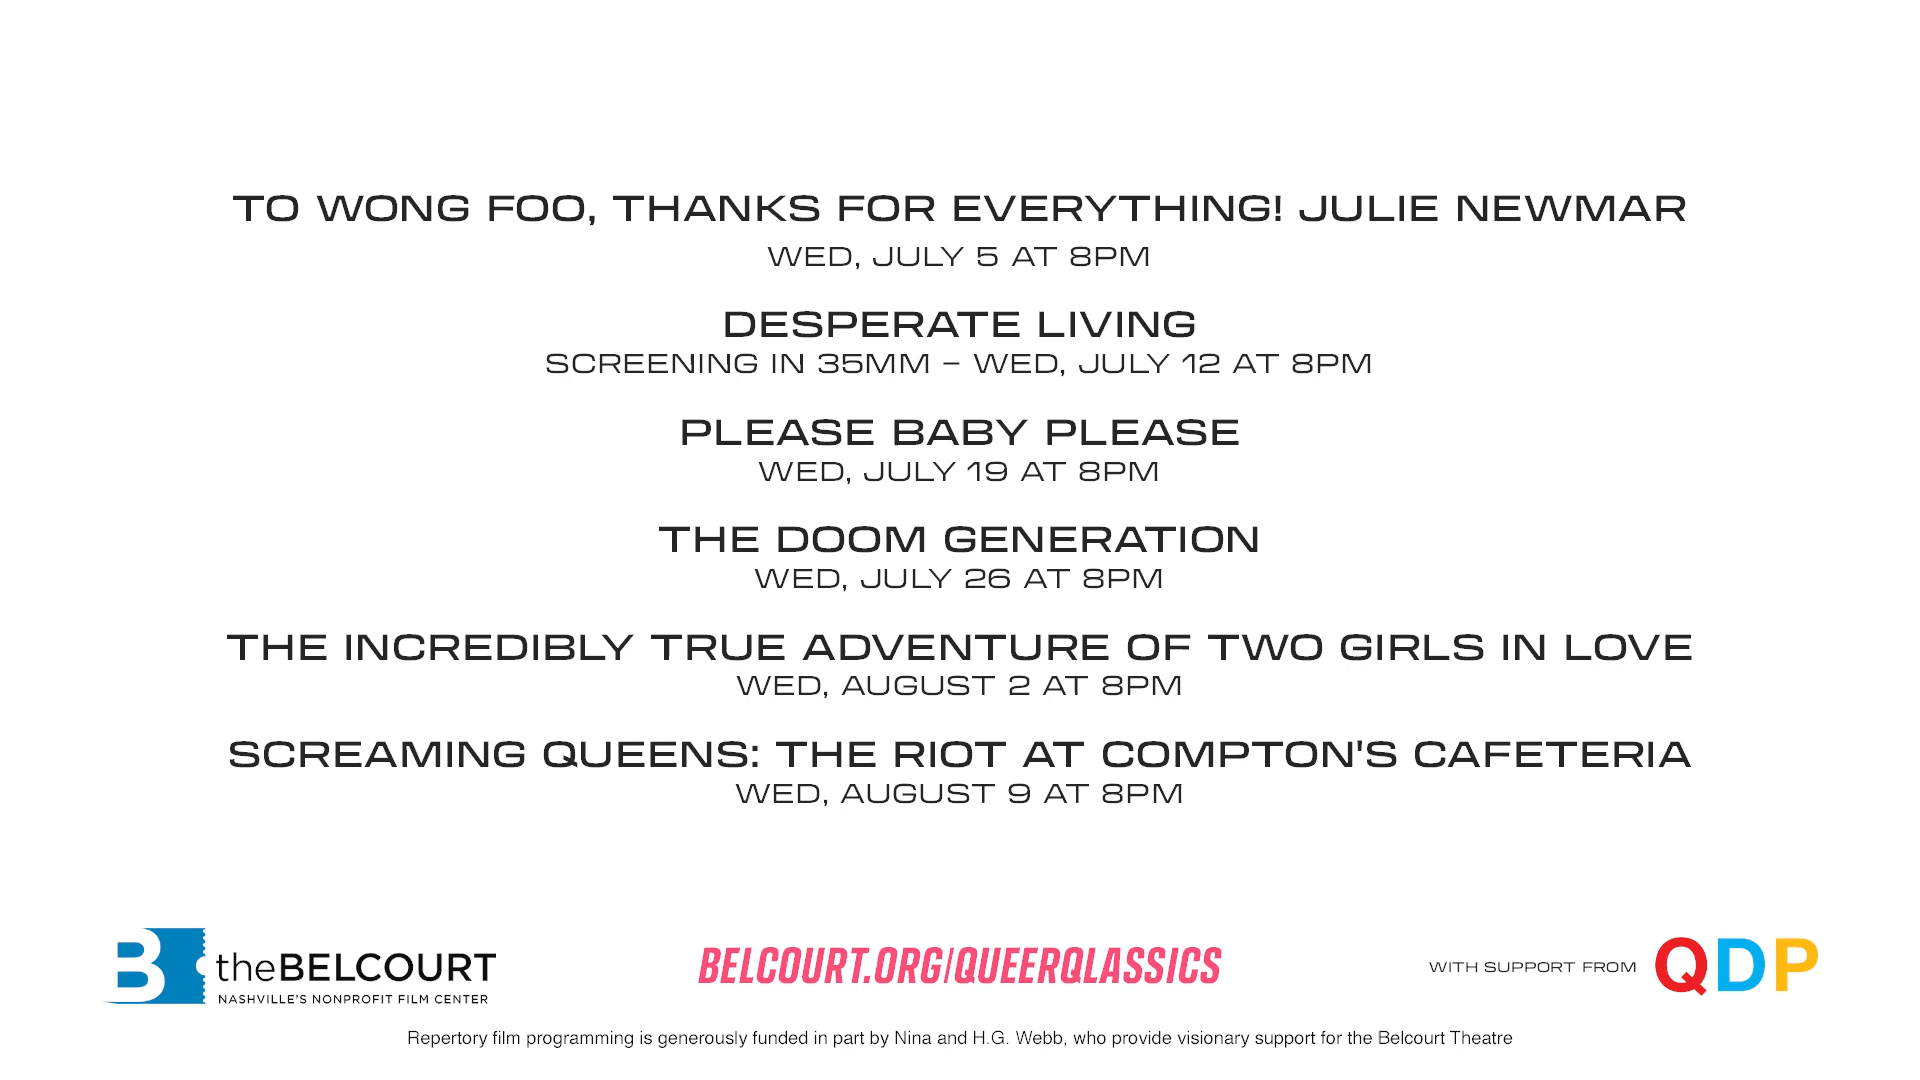 TO WONG FOO, THANKS FOR EVERYTHING! JULIE NEWMAR
WED, JULY 5 AT 8PM
DESPERATE LIVING
SCREENING IN 35MM – WED, JULY 12 AT 8PM
PLEASE BABY PLEASE
WED, JULY 19 AT 8PM
THE DOOM GENERATION
WED, JULY 26 AT 8PM
THE INCREDIBLY TRUE ADVENTURE OF TWO GIRLS IN LOVE
WED, AUGUST 2 AT 8PM
SCREAMING QUEENS: THE RIOT AT COMPTON'S CAFETERIA
WED, AUGUST 9 AT 8PM
B theBELCOURT
NASHVILLE'S NONPROFIT FILM CENTER
BELCOURT.ORG/QUEERQLASSICS
WITH SUPPORT FROM QDP
Repertory film programming is generously funded in part by Nina and H.G. Webb, who provide visionary support for the Belcourt Theatre